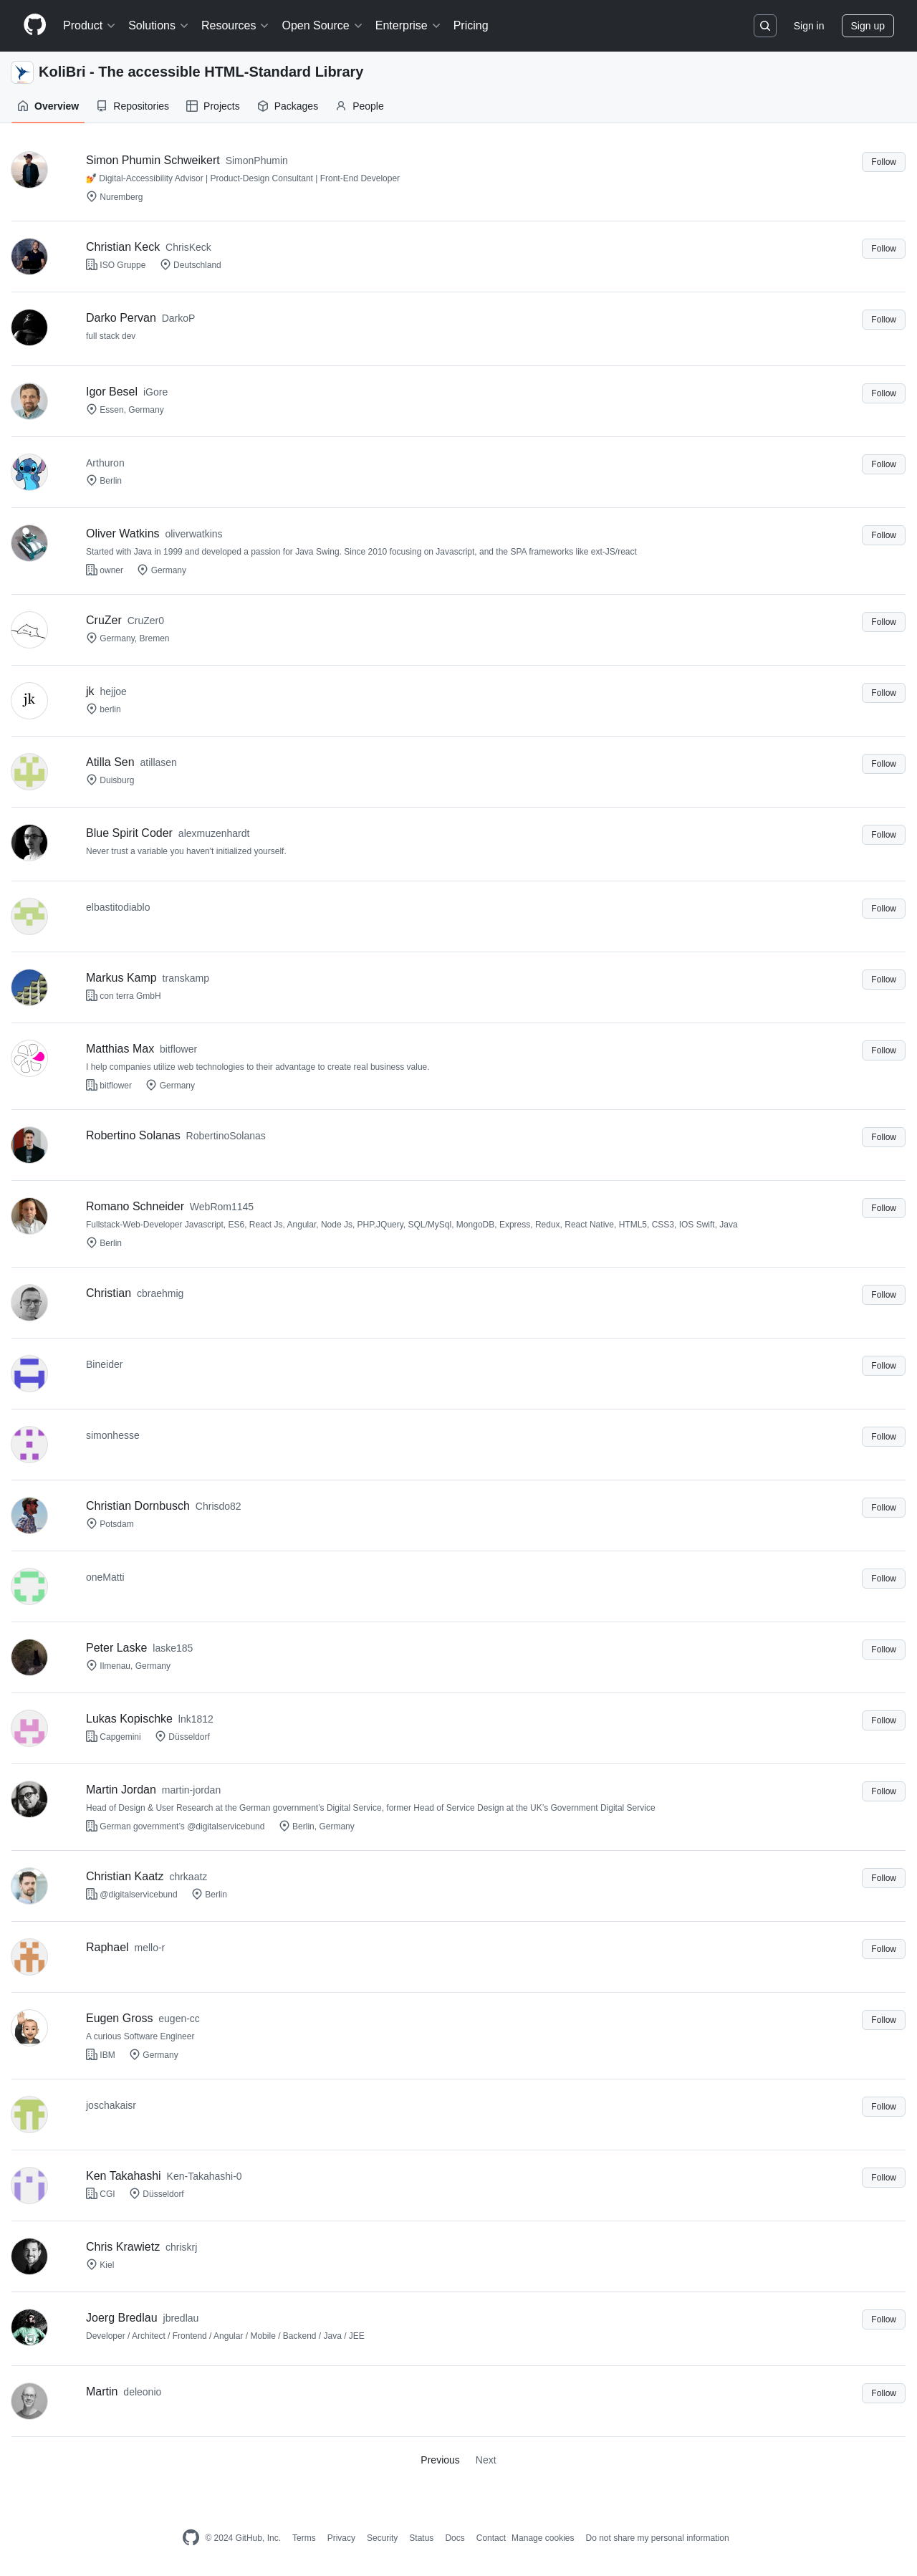 Product Solutions Resources Open Source Enterprise Pricing Sign in Sign up
KoliBri - The accessible HTML-Standard Library
Overview Repositories Projects Packages People
Simon Phumin Schweikert SimonPhumin Follow
💅 Digital-Accessibility Advisor | Product-Design Consultant | Front-End Developer
Nuremberg
Christian Keck ChrisKeck Follow
ISO Gruppe Deutschland
Darko Pervan DarkoP Follow
full stack dev
Igor Besel iGore Follow
Essen, Germany
Arthuron Follow
Berlin
Oliver Watkins oliverwatkins Follow
Started with Java in 1999 and developed a passion for Java Swing. Since 2010 focusing on Javascript, and the SPA frameworks like ext-JS/react
owner Germany
CruZer CruZer0 Follow
Germany, Bremen
jk jk hejjoe Follow
berlin
Atilla Sen atillasen Follow
Duisburg
Blue Spirit Coder alexmuzenhardt Follow
Never trust a variable you haven't initialized yourself.
elbastitodiablo Follow
Markus Kamp transkamp Follow
con terra GmbH
Matthias Max bitflower Follow
I help companies utilize web technologies to their advantage to create real business value.
bitflower Germany
Robertino Solanas RobertinoSolanas Follow
Romano Schneider WebRom1145 Follow
Fullstack-Web-Developer Javascript, ES6, React Js, Angular, Node Js, PHP,JQuery, SQL/MySql, MongoDB, Express, Redux, React Native, HTML5, CSS3, IOS Swift, Java
Berlin
Christian cbraehmig Follow
Bineider Follow
simonhesse Follow
Christian Dornbusch Chrisdo82 Follow
Potsdam
oneMatti Follow
Peter Laske laske185 Follow
Ilmenau, Germany
Lukas Kopischke lnk1812 Follow
Capgemini Düsseldorf
Martin Jordan martin-jordan Follow
Head of Design & User Research at the German government's Digital Service, former Head of Service Design at the UK's Government Digital Service
German government's @digitalservicebund Berlin, Germany
Christian Kaatz chrkaatz Follow
@digitalservicebund Berlin
Raphael mello-r Follow
Eugen Gross eugen-cc Follow
A curious Software Engineer
IBM Germany
joschakaisr Follow
Ken Takahashi Ken-Takahashi-0 Follow
CGI Düsseldorf
Chris Krawietz chriskrj Follow
Kiel
Joerg Bredlau jbredlau Follow
Developer / Architect / Frontend / Angular / Mobile / Backend / Java / JEE
Martin deleonio Follow
Previous Next
© 2024 GitHub, Inc. Terms Privacy Security Status Docs Contact Manage cookies Do not share my personal information